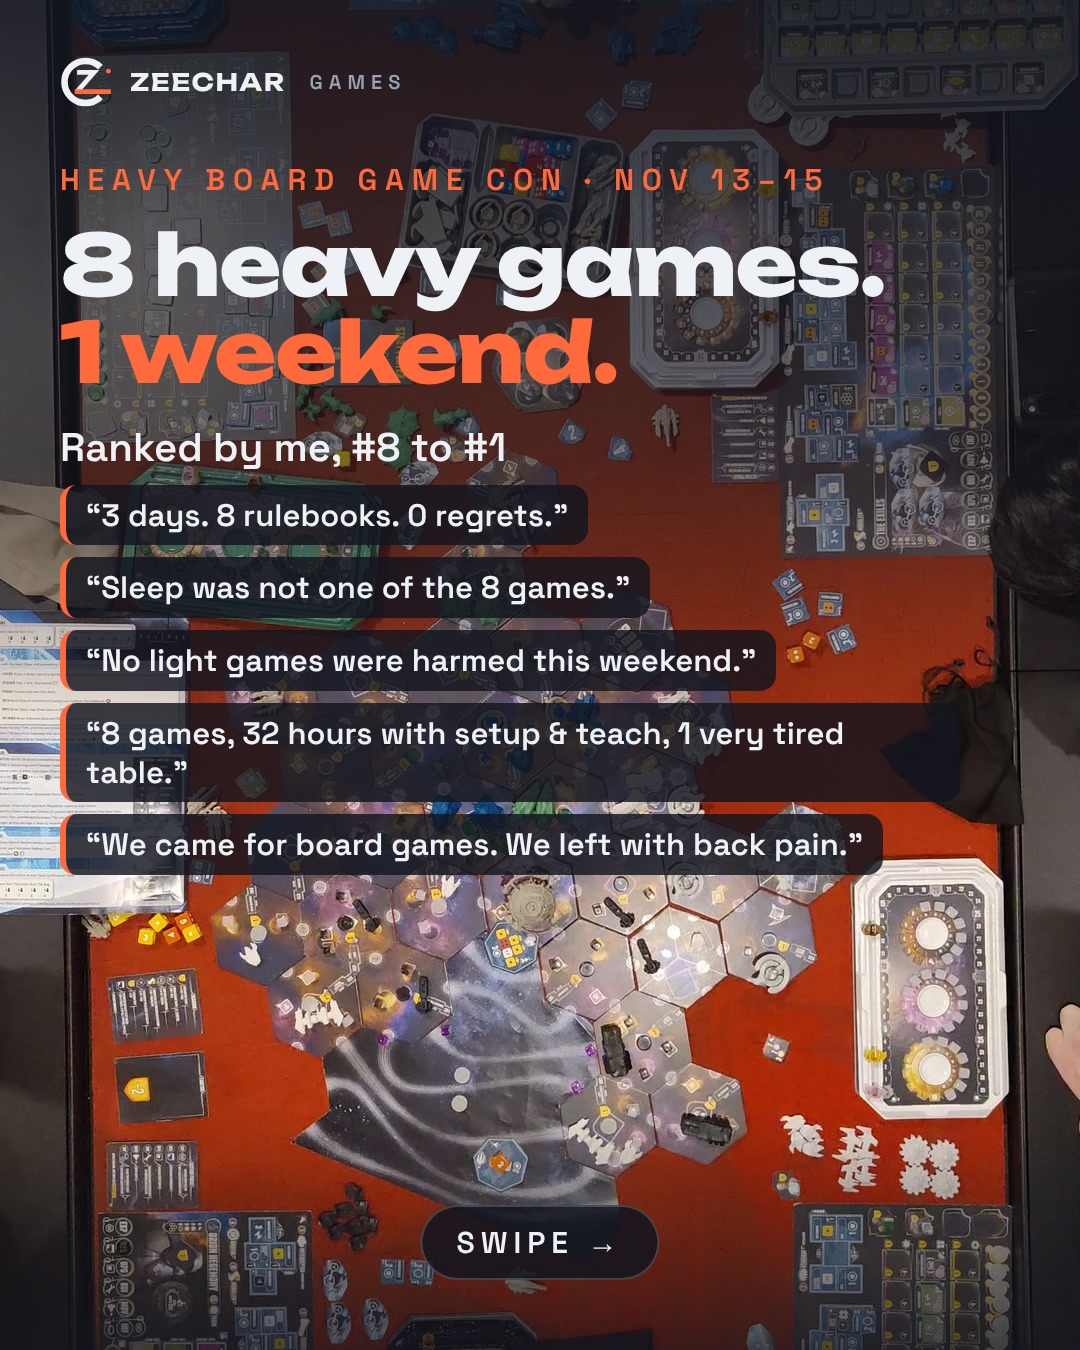 ZEECHAR GAMES
HEAVY BOARD GAME CON · NOV 13–15
8 heavy games.
1 weekend.
Ranked by me, #8 to #1
“3 days. 8 rulebooks. 0 regrets.”
“Sleep was not one of the 8 games.”
“No light games were harmed this weekend.”
“8 games, 32 hours with setup & teach, 1 very tired
table.”
“We came for board games. We left with back pain.”
THE EXILES
SWIPE →